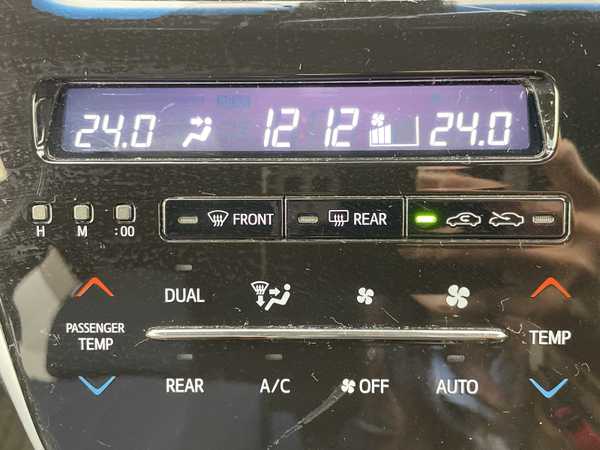 24.0 12 12 24.0
FRONT REAR
H M :00
DUAL
PASSENGER
TEMP
TEMP
REAR A/C OFF AUTO